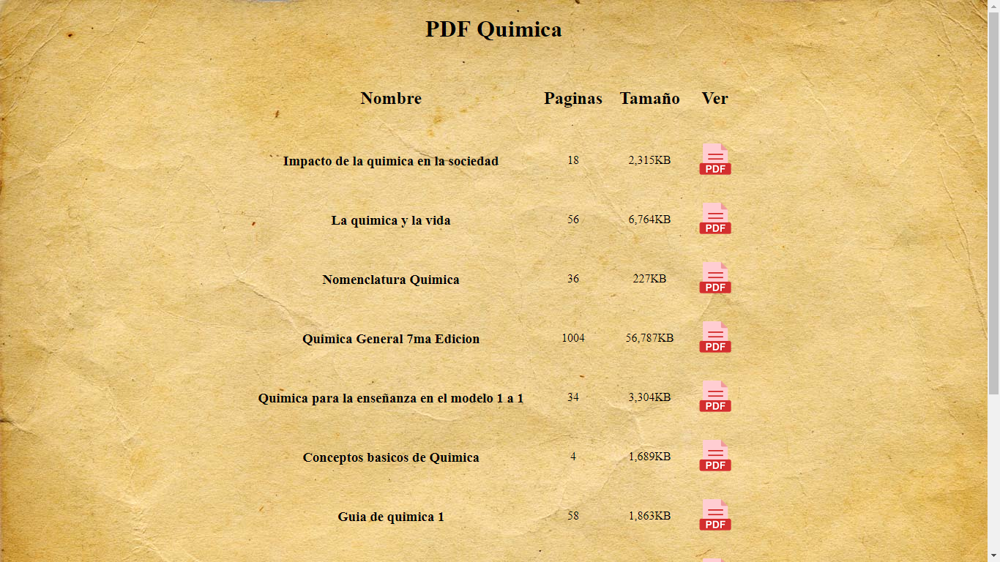 PDF Quimica
Nombre Paginas Tamaño Ver
Impacto de la quimica en la sociedad 18 2,315KB PDF
La quimica y la vida 56 6,764KB PDF
Nomenclatura Quimica 36 227KB PDF
Quimica General 7ma Edicion 1004 56,787KB PDF
Quimica para la enseñanza en el modelo 1 a 1 34 3,304KB PDF
Conceptos basicos de Quimica 4 1,689KB PDF
Guia de quimica 1 58 1,863KB PDF